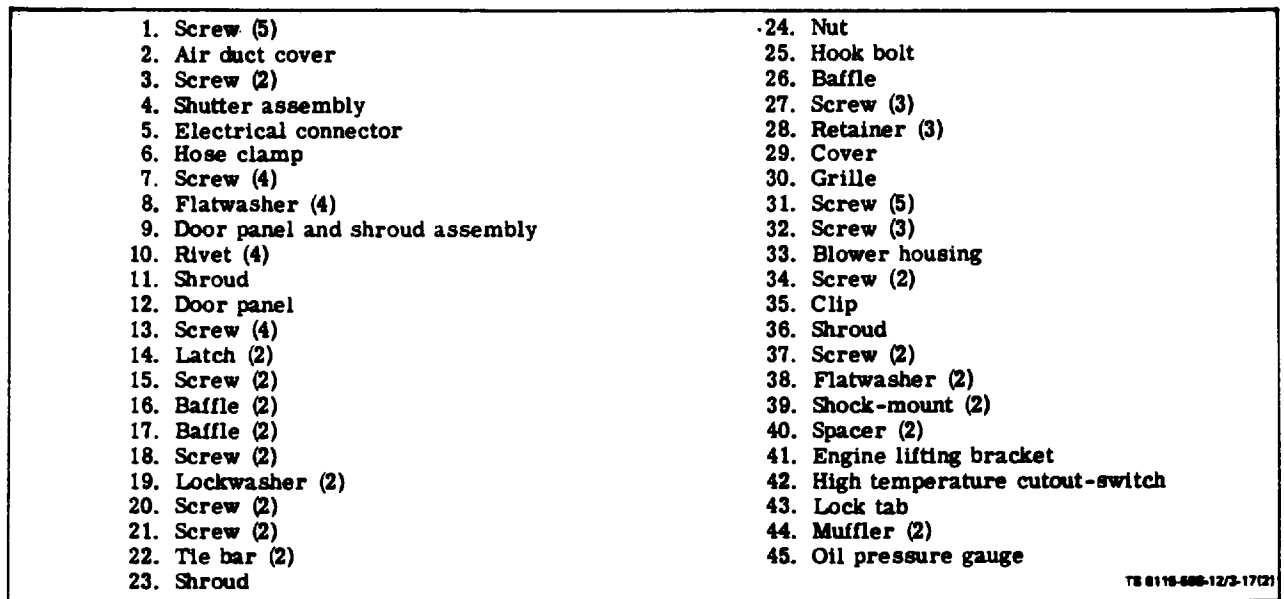 1. Screw (5)
2. Air duct cover
3. Screw (2)
4. Shutter assembly
5. Electrical connector
6. Hose clamp
7. Screw (4)
8. Flatwasher (4)
9. Door panel and shroud assembly
10. Rivet (4)
11. Shroud
12. Door panel
13. Screw (4)
14. Latch (2)
15. Screw (2)
16. Baffle (2)
17. Baffle (2)
18. Screw (2)
19. Lockwasher (2)
20. Screw (2)
21. Screw (2)
22. Tie bar (2)
23. Shroud
24. Nut
25. Hook bolt
26. Baffle
27. Screw (3)
28. Retainer (3)
29. Cover
30. Grille
31. Screw (5)
32. Screw (3)
33. Blower housing
34. Screw (2)
35. Clip
36. Shroud
37. Screw (2)
38. Flatwasher (2)
39. Shock-mount (2)
40. Spacer (2)
41. Engine lifting bracket
42. High temperature cutout-switch
43. Lock tab
44. Muffler (2)
45. Oil pressure gauge